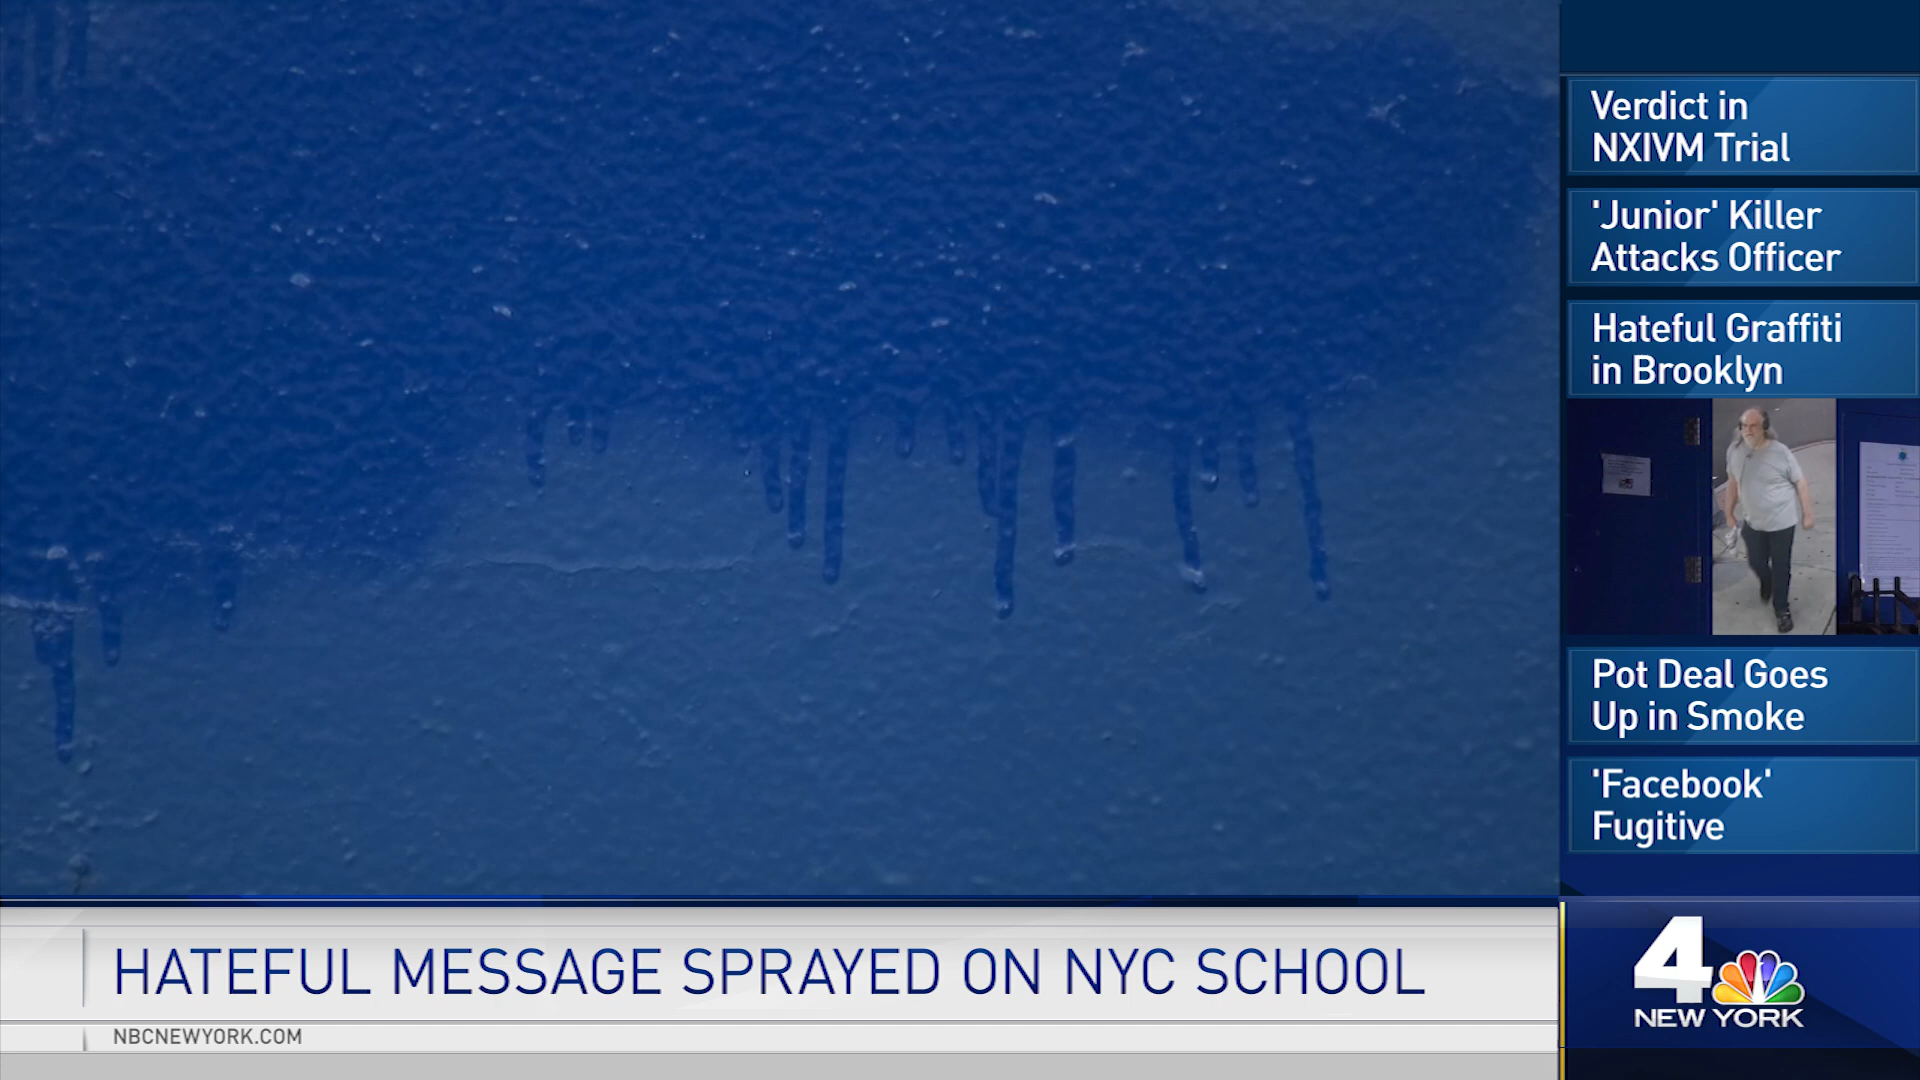 Verdict in
NXIVM Trial
'Junior' Killer
Attacks Officer
Hateful Graffiti
in Brooklyn
Pot Deal Goes
Up in Smoke
'Facebook'
Fugitive
HATEFUL MESSAGE SPRAYED ON NYC SCHOOL
NBCNEWYORK.COM
4
NEW YORK